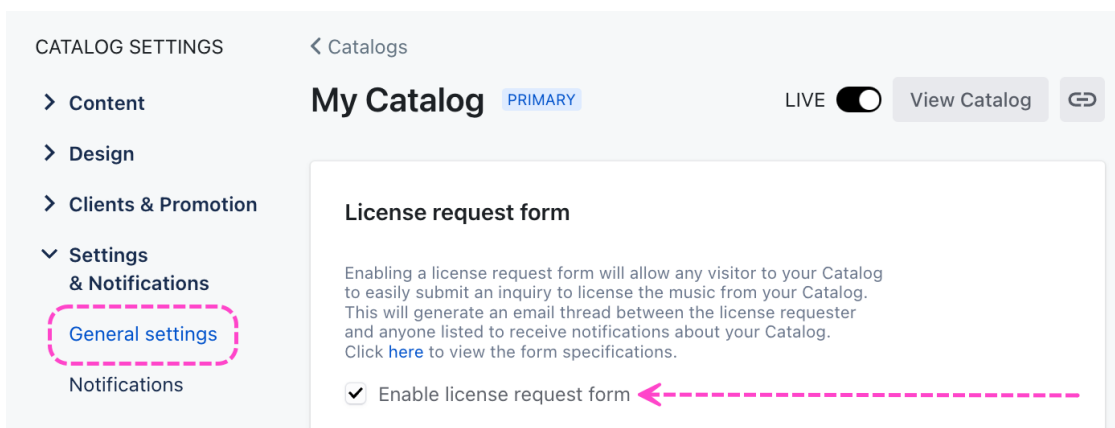 CATALOG SETTINGS
Content
Design
Clients & Promotion
Settings
& Notifications
General settings
Notifications
Catalogs
My Catalog PRIMARY
LIVE View Catalog
License request form
Enabling a license request form will allow any visitor to your Catalog
to easily submit an inquiry to license the music from your Catalog.
This will generate an email thread between the license requester
and anyone listed to receive notifications about your Catalog.
Click here to view the form specifications.
Enable license request form